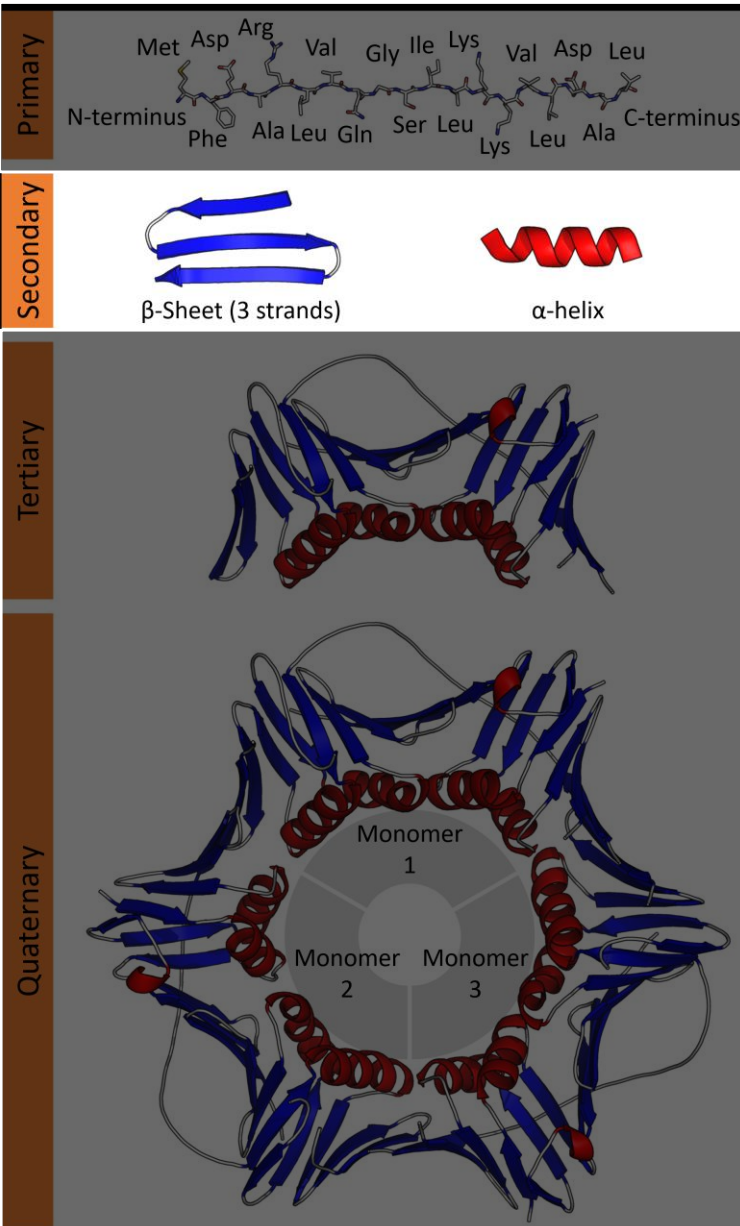 Primary
Met Asp Arg Val Gly Ile Lys Val Asp Leu
N-terminus Phe Ala Leu Gln Ser Leu Lys Leu Ala C-terminus
Secondary
β-Sheet (3 strands)
α-helix
Tertiary
Quaternary
Monomer
1
Monomer
2
Monomer
3